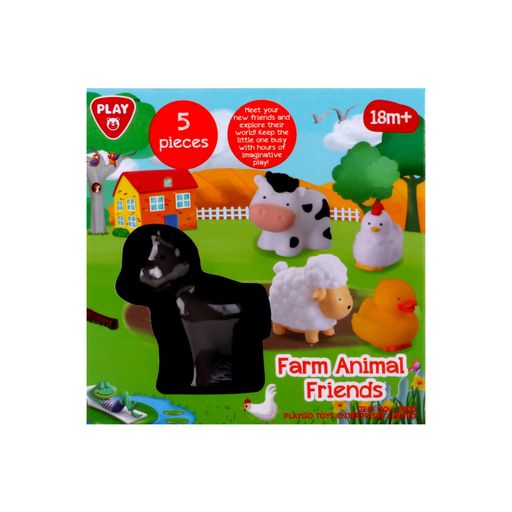 PLAY
5
pieces
Meet your
new friends and
explore their
world! Keep the
little one busy
with hours of
imaginative
play!
18m+
Farm Animal
Friends
PLAYGO TOYS ENTERPRISES LIMITED